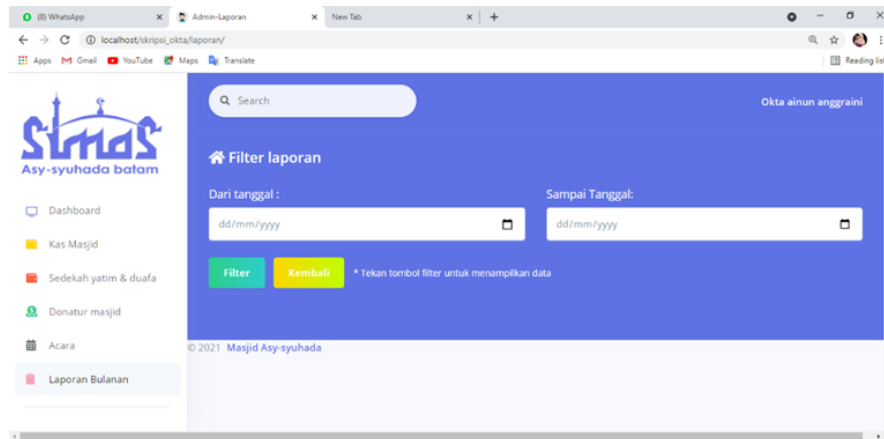 (8) WhatsApp
Admin-Laporan
New Tab
localhost/skripsi_okta/laporan/
Apps Gmail YouTube Maps Translate
Reading list
simas
Asy-syuhada batam
Search
Okta ainun anggraini
Filter laporan
Dari tanggal :
Sampai Tanggal:
dd/mm/yyyy
dd/mm/yyyy
Filter
Kembali
* Tekan tombol filter untuk menampilkan data
Dashboard
Kas Masjid
Sedekah yatim & duafa
Donatur masjid
Acara
Laporan Bulanan
© 2021 Masjid Asy-syuhada